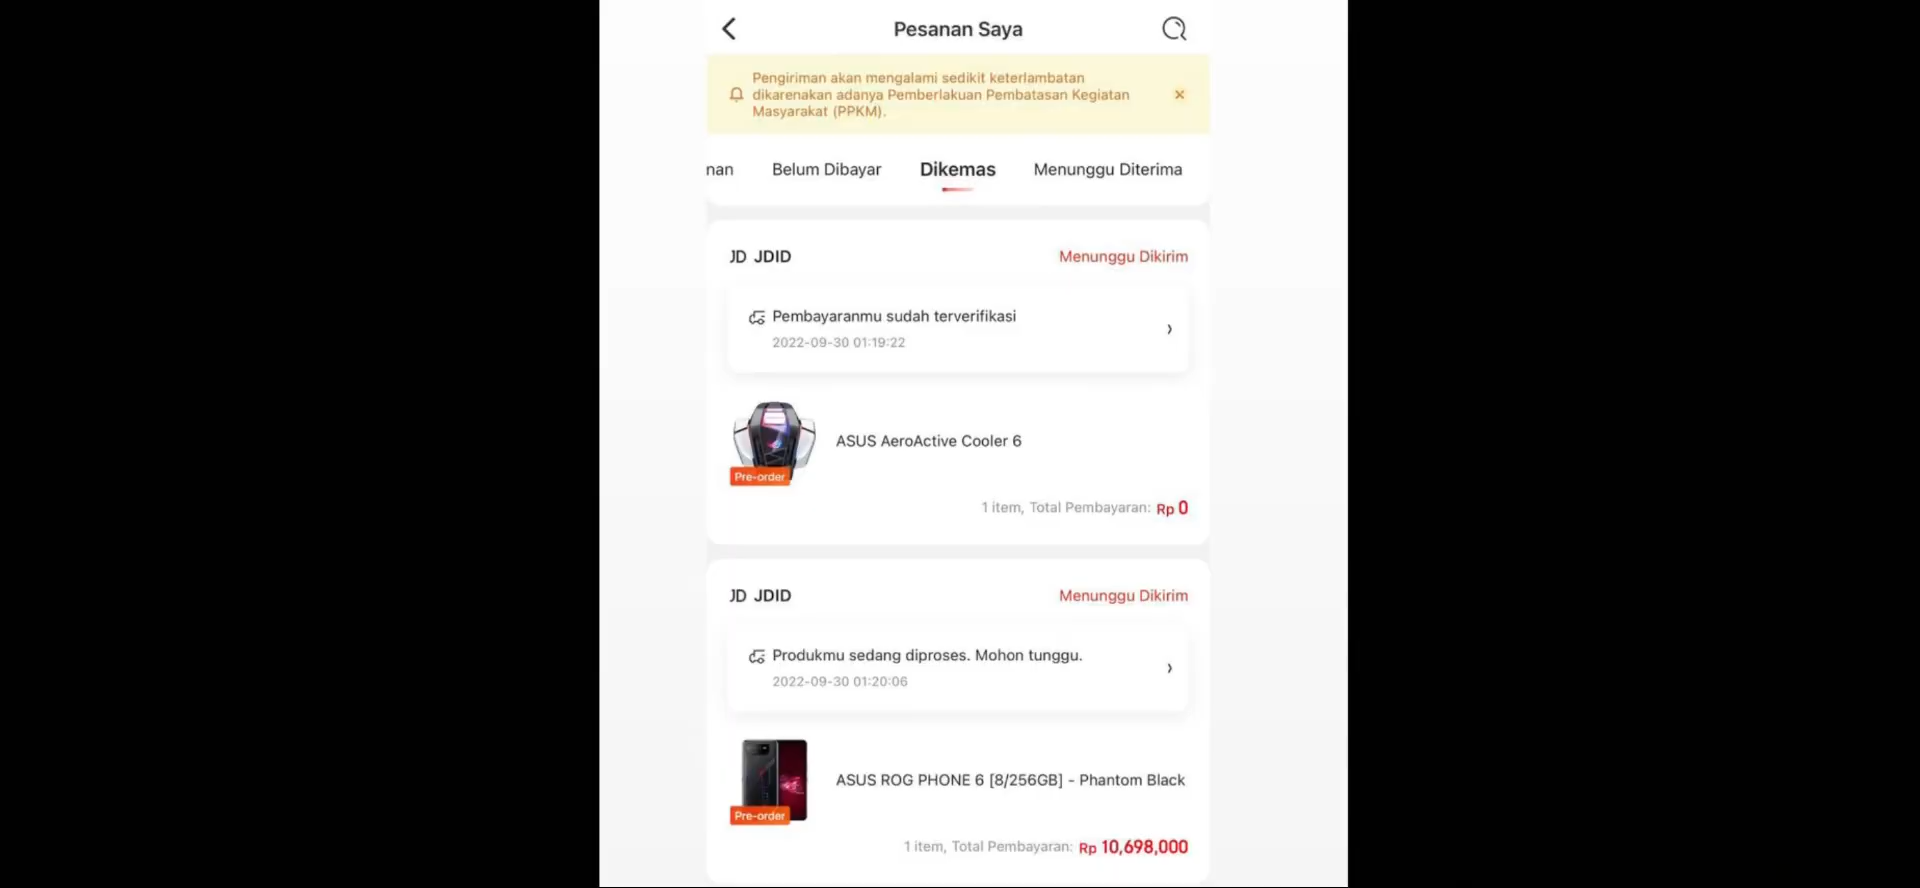 Pesanan Saya
Pengiriman akan mengalami sedikit keterlambatan
dikarenakan adanya Pemberlakuan Pembatasan Kegiatan
Masyarakat (PPKM).
nan Belum Dibayar Dikemas Menunggu Diterima
JD JDID Menunggu Dikirim
Pembayaranmu sudah terverifikasi
2022-09-30 01:19:22
ASUS AeroActive Cooler 6
Pre-order
1 item, Total Pembayaran: Rp 0
JD JDID Menunggu Dikirim
Produkmu sedang diproses. Mohon tunggu.
2022-09-30 01:20:06
ASUS ROG PHONE 6 [8/256GB] - Phantom Black
Pre-order
1 item, Total Pembayaran: Rp 10,698,000